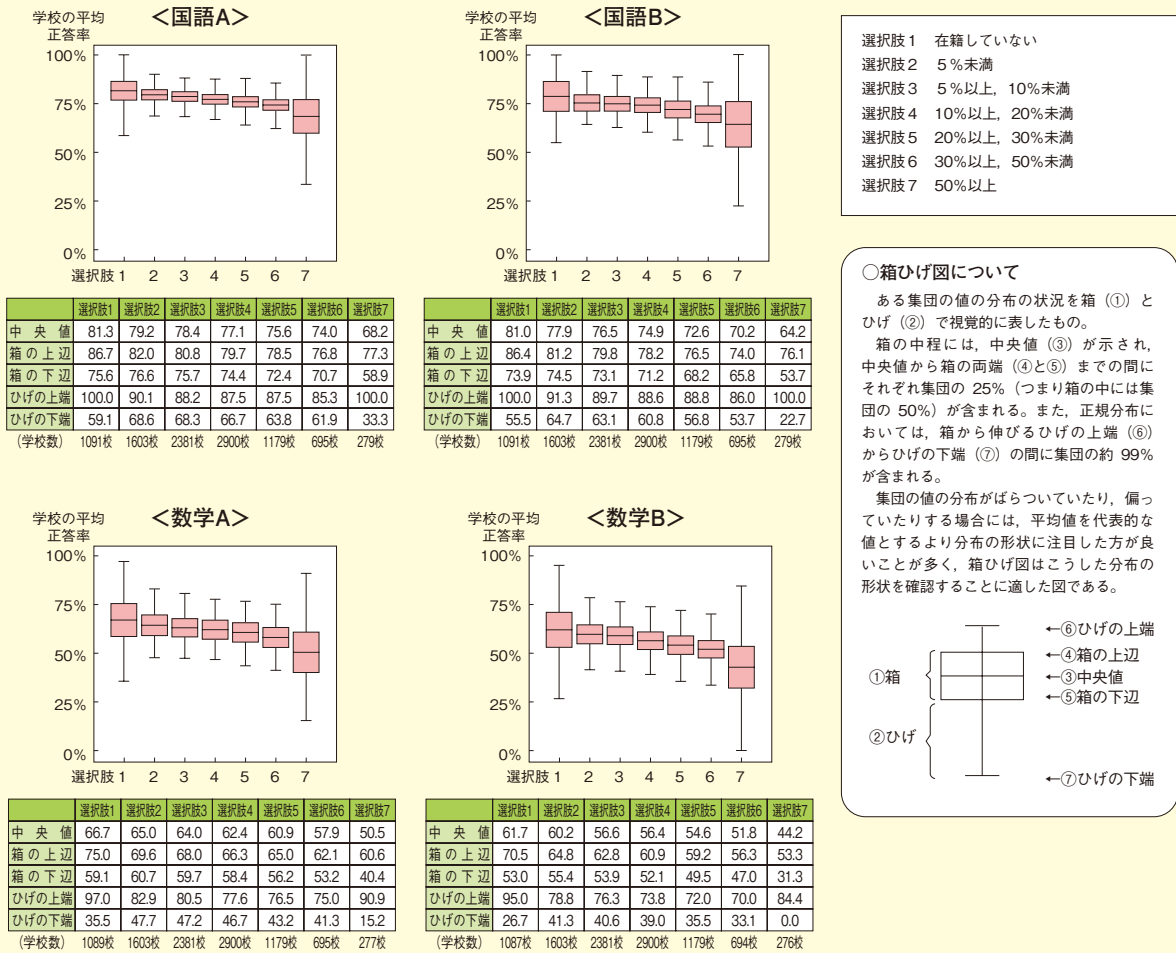 <国語A>
学校の平均
正答率
100%
75%
50%
25%
0%
選択肢 1 2 3 4 5 6 7
選択肢1 選択肢2 選択肢3 選択肢4 選択肢5 選択肢6 選択肢7
中央値 81.3 79.2 78.4 77.1 75.6 74.0 68.2
箱の上辺 86.7 82.0 80.8 79.7 78.5 76.8 77.3
箱の下辺 75.6 76.6 75.7 74.4 72.4 70.7 58.9
ひげの上端 100.0 90.1 88.2 87.5 87.5 85.3 100.0
ひげの下端 59.1 68.6 68.3 66.7 63.8 61.9 33.3
(学校数) 1091校 1603校 2381校 2900校 1179校 695校 279校
<国語B>
学校の平均
正答率
100%
75%
50%
25%
0%
選択肢 1 2 3 4 5 6 7
選択肢1 選択肢2 選択肢3 選択肢4 選択肢5 選択肢6 選択肢7
中央値 81.0 77.9 76.5 74.9 72.6 70.2 64.2
箱の上辺 86.4 81.2 79.8 78.2 76.5 74.0 76.1
箱の下辺 73.9 74.5 73.1 71.2 68.2 65.8 53.7
ひげの上端 100.0 91.3 89.7 88.6 88.8 86.0 100.0
ひげの下端 55.5 64.7 63.1 60.8 56.8 53.7 22.7
(学校数) 1091校 1603校 2381校 2900校 1179校 695校 279校
<数学A>
学校の平均
正答率
100%
75%
50%
25%
0%
選択肢 1 2 3 4 5 6 7
選択肢1 選択肢2 選択肢3 選択肢4 選択肢5 選択肢6 選択肢7
中央値 66.7 65.0 64.0 62.4 60.9 57.9 50.5
箱の上辺 75.0 69.6 68.0 66.3 65.0 62.1 60.6
箱の下辺 59.1 60.7 59.7 58.4 56.2 53.2 40.4
ひげの上端 97.0 82.9 80.5 77.6 76.5 75.0 90.9
ひげの下端 35.5 47.7 47.2 46.7 43.2 41.3 15.2
(学校数) 1089校 1603校 2381校 2900校 1179校 695校 277校
<数学B>
学校の平均
正答率
100%
75%
50%
25%
0%
選択肢 1 2 3 4 5 6 7
選択肢1 選択肢2 選択肢3 選択肢4 選択肢5 選択肢6 選択肢7
中央値 61.7 60.2 56.6 56.4 54.6 51.8 44.2
箱の上辺 70.5 64.8 62.8 60.9 59.2 56.3 53.3
箱の下辺 53.0 55.4 53.9 52.1 49.5 47.0 31.3
ひげの上端 95.0 78.8 76.3 73.8 72.0 70.0 84.4
ひげの下端 26.7 41.3 40.6 39.0 35.5 33.1 0.0
(学校数) 1087校 1603校 2381校 2900校 1179校 694校 276校
選択肢1 在籍していない
選択肢2 5%未満
選択肢3 5%以上,10%未満
選択肢4 10%以上,20%未満
選択肢5 20%以上,30%未満
選択肢6 30%以上,50%未満
選択肢7 50%以上
○箱ひげ図について
ある集団の値の分布の状況を箱(①)と
ひげ(②)で視覚的に表したもの。
箱の中程には,中央値(③)が示され,
中央値から箱の両端(④と⑤)までの間に
それぞれ集団の 25%(つまり箱の中には集
団の 50%)が含まれる。また,正規分布に
おいては,箱から伸びるひげの上端(⑥)
からひげの下端(⑦)の間に集団の約 99%
が含まれる。
集団の値の分布がばらついていたり,偏っ
ていたりする場合には,平均値を代表的な
値とするより分布の形状に注目した方が良
いことが多く,箱ひげ図はこうした分布の
形状を確認することに適した図である。
←⑥ひげの上端
←④箱の上辺
①箱
←③中央値
←⑤箱の下辺
②ひげ
←⑦ひげの下端